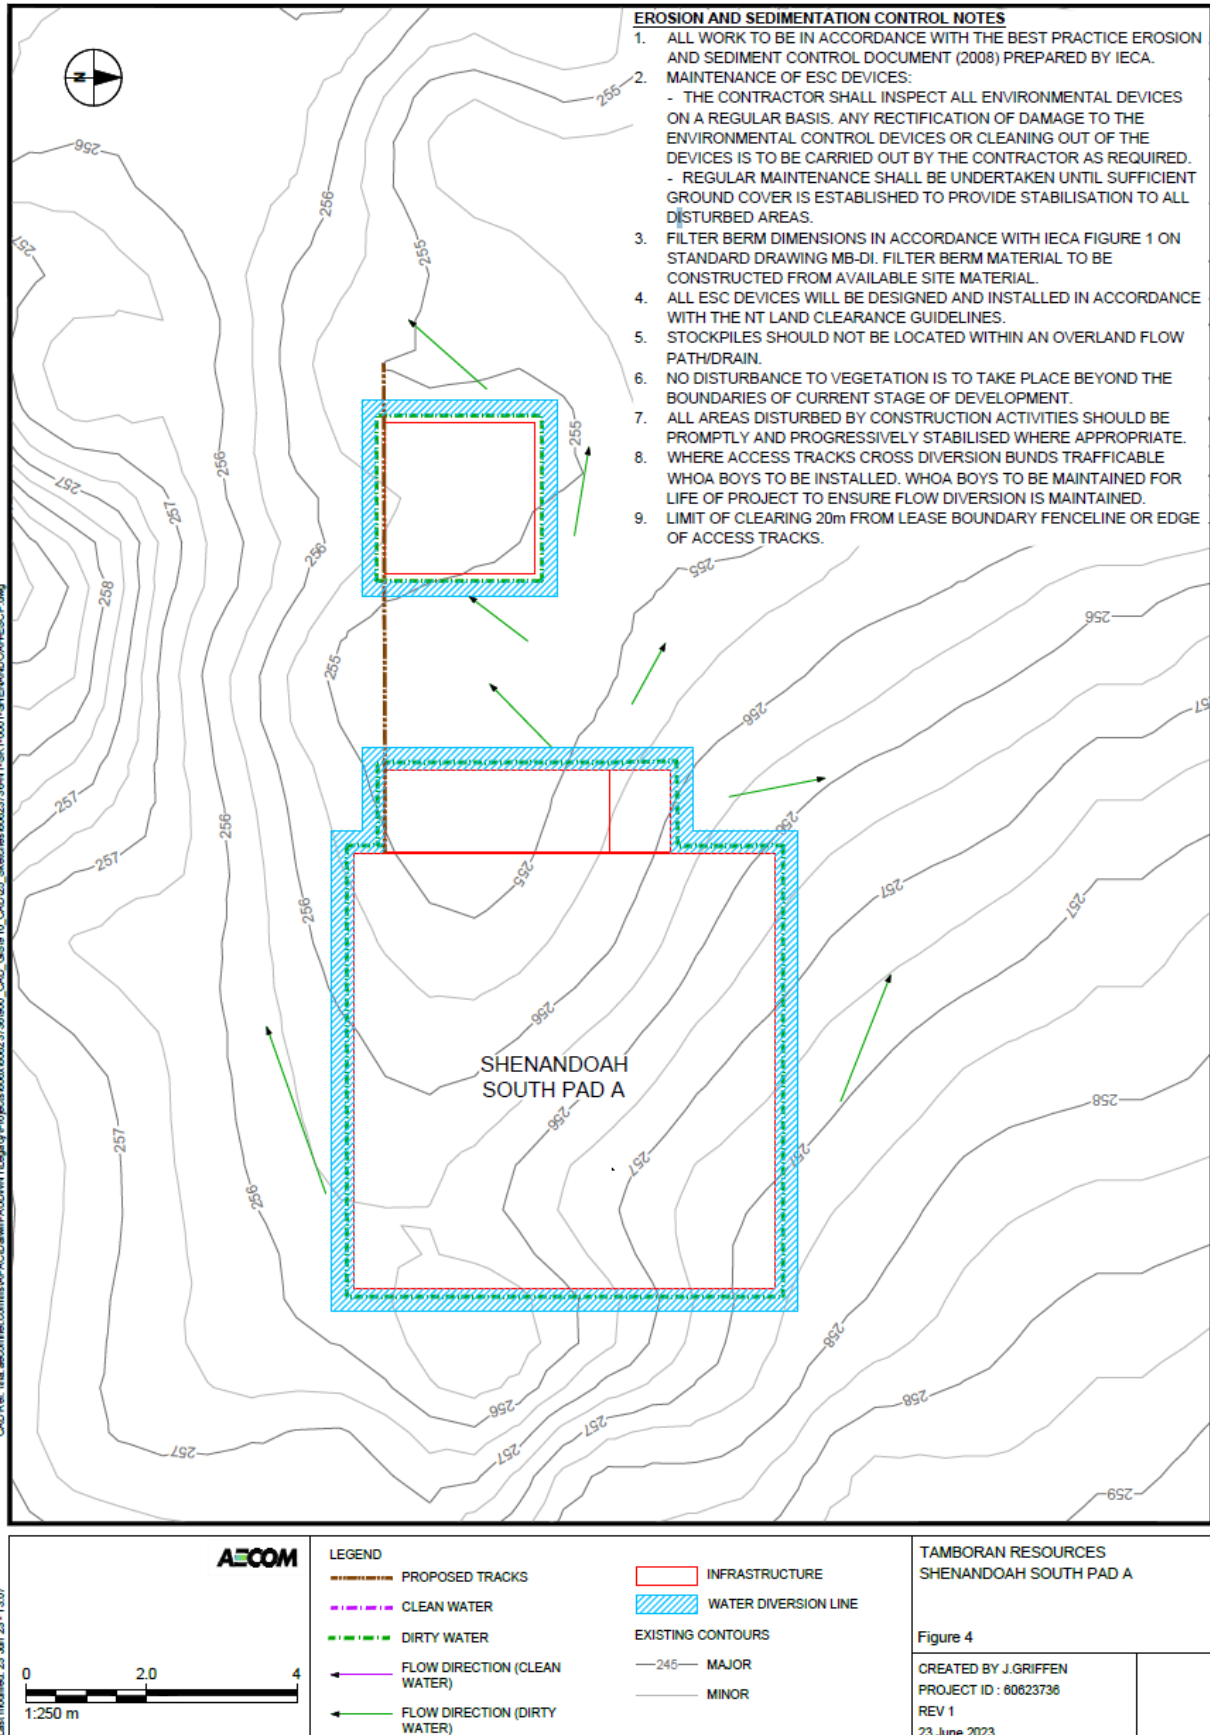 EROSION AND SEDIMENTATION CONTROL NOTES
1. ALL WORK TO BE IN ACCORDANCE WITH THE BEST PRACTICE EROSION
AND SEDIMENT CONTROL DOCUMENT (2008) PREPARED BY IECA.
2. MAINTENANCE OF ESC DEVICES:
- THE CONTRACTOR SHALL INSPECT ALL ENVIRONMENTAL DEVICES
ON A REGULAR BASIS. ANY RECTIFICATION OF DAMAGE TO THE
ENVIRONMENTAL CONTROL DEVICES OR CLEANING OUT OF THE
DEVICES IS TO BE CARRIED OUT BY THE CONTRACTOR AS REQUIRED.
- REGULAR MAINTENANCE SHALL BE UNDERTAKEN UNTIL SUFFICIENT
GROUND COVER IS ESTABLISHED TO PROVIDE STABILISATION TO ALL
DISTURBED AREAS.
3. FILTER BERM DIMENSIONS IN ACCORDANCE WITH IECA FIGURE 1 ON
STANDARD DRAWING MB-DI. FILTER BERM MATERIAL TO BE
CONSTRUCTED FROM AVAILABLE SITE MATERIAL.
4. ALL ESC DEVICES WILL BE DESIGNED AND INSTALLED IN ACCORDANCE
WITH THE NT LAND CLEARANCE GUIDELINES.
5. STOCKPILES SHOULD NOT BE LOCATED WITHIN AN OVERLAND FLOW
PATH/DRAIN.
6. NO DISTURBANCE TO VEGETATION IS TO TAKE PLACE BEYOND THE
BOUNDARIES OF CURRENT STAGE OF DEVELOPMENT.
7. ALL AREAS DISTURBED BY CONSTRUCTION ACTIVITIES SHOULD BE
PROMPTLY AND PROGRESSIVELY STABILISED WHERE APPROPRIATE.
8. WHERE ACCESS TRACKS CROSS DIVERSION BUNDS TRAFFICABLE
WHOA BOYS TO BE INSTALLED. WHOA BOYS TO BE MAINTAINED FOR
LIFE OF PROJECT TO ENSURE FLOW DIVERSION IS MAINTAINED.
9. LIMIT OF CLEARING 20m FROM LEASE BOUNDARY FENCELINE OR EDGE
OF ACCESS TRACKS.
N
255
256
256
257
255
255
256
257
257
256
258
255
256
255
256
257
257
256
257
256
255
257
257
256
256
SHENANDOAH
SOUTH PAD A
256
257
257
258
257
256
258
258
256
257
257
257
259
AECOM
0 2.0 4
1:250 m
LEGEND
PROPOSED TRACKS
CLEAN WATER
DIRTY WATER
FLOW DIRECTION (CLEAN
WATER)
FLOW DIRECTION (DIRTY
WATER)
INFRASTRUCTURE
WATER DIVERSION LINE
EXISTING CONTOURS
245 MAJOR
MINOR
TAMBORAN RESOURCES
SHENANDOAH SOUTH PAD A
Figure 4
CREATED BY J.GRIFFEN
PROJECT ID : 60623736
REV 1
23 June 2023